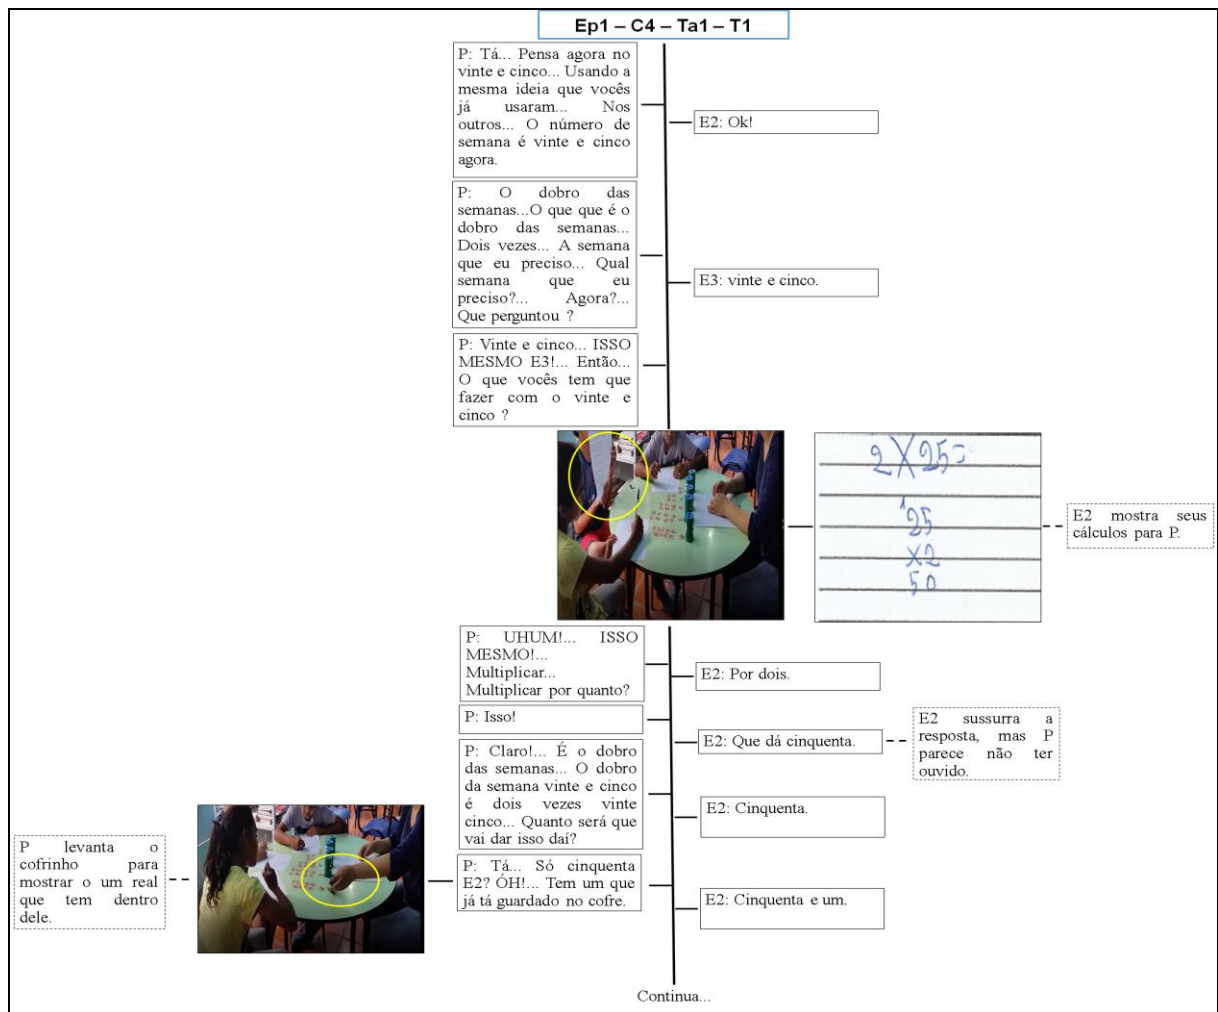 Ep1 – C4 – Ta1 – T1
P: Tá... Pensa agora no
vinte e cinco... Usando a
mesma ideia que vocês
já usaram... Nos
outros... O número de
semana é vinte e cinco
agora.
E2: Ok!
P: O dobro das
semanas...O que que é o
dobro das semanas...
Dois vezes... A semana
que eu preciso... Qual
semana que eu
preciso?... Agora?...
Que perguntou ?
E3: vinte e cinco.
P: Vinte e cinco... ISSO
MESMO E3!... Então...
O que vocês tem que
fazer com o vinte e
cinco ?
2X25=
1
25
X2
50
E2 mostra seus
cálculos para P.
P: UHUM!... ISSO
MESMO!...
Multiplicar...
Multiplicar por quanto?
E2: Por dois.
P: Isso!
E2: Que dá cinquenta.
E2 sussurra a
resposta, mas P
parece não ter
ouvido.
P: Claro!... É o dobro
das semanas... O dobro
da semana vinte e cinco
é dois vezes vinte
cinco... Quanto será que
vai dar isso daí?
E2: Cinquenta.
P levanta o
cofrinho para
mostrar o um real
que tem dentro
dele.
P: Tá... Só cinquenta
E2? ÓH!... Tem um que
já tá guardado no cofre.
E2: Cinquenta e um.
Continua...